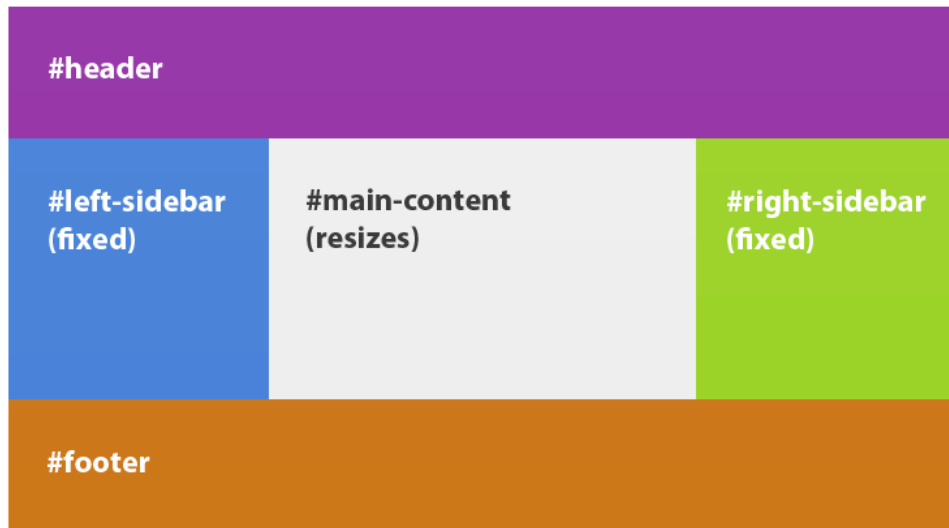 #header
#left-sidebar
(fixed)
#main-content
(resizes)
#right-sidebar
(fixed)
#footer